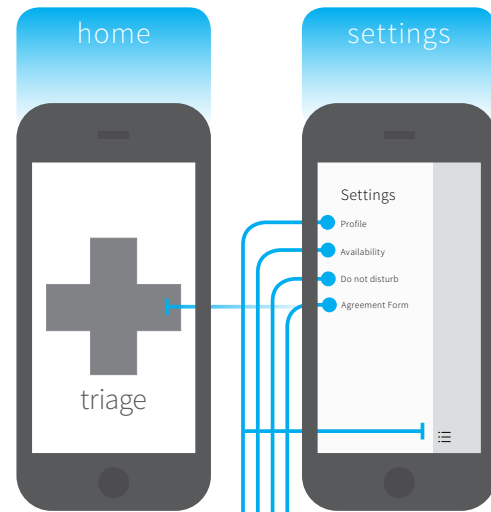 home
settings
triage
Settings
Profile
Availability
Do not disturb
Agreement Form